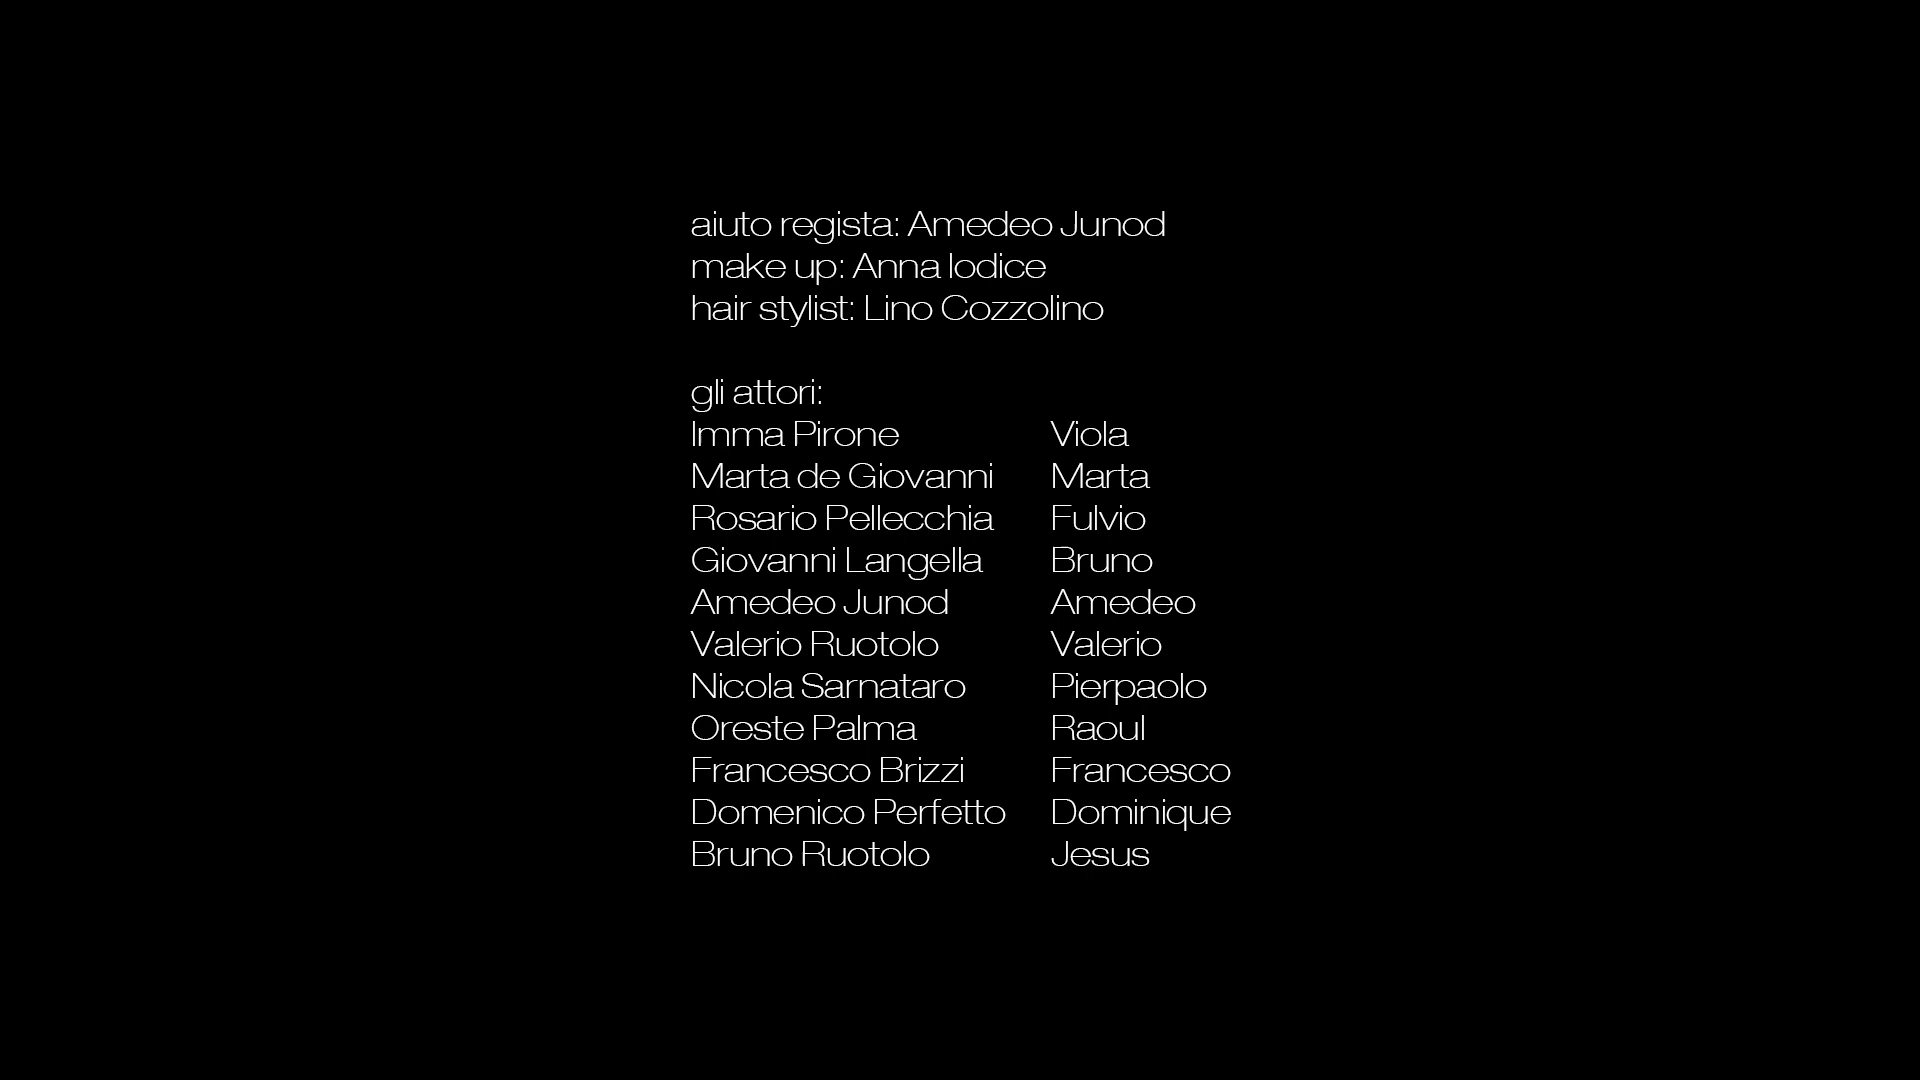 aiuto regista: Amedeo Junod
make up: Anna Iodice
hair stylist: Lino Cozzolino
gli attori:
Imma Pirone Viola
Marta de Giovanni Marta
Rosario Pellecchia Fulvio
Giovanni Langella Bruno
Amedeo Junod Amedeo
Valerio Ruotolo Valerio
Nicola Sarnataro Pierpaolo
Oreste Palma Raoul
Francesco Brizzi Francesco
Domenico Perfetto Dominique
Bruno Ruotolo Jesus